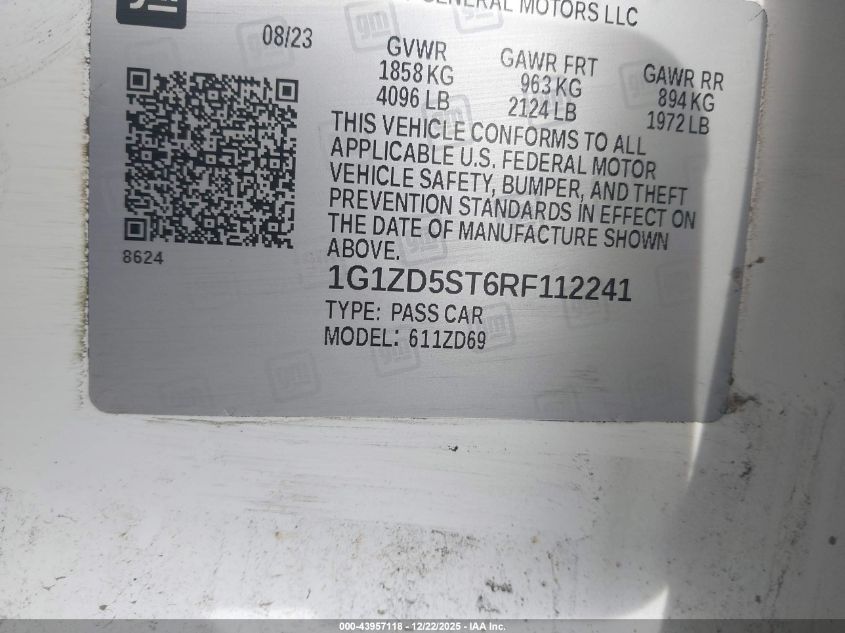 GENERAL MOTORS LLC
08/23
GVWR
1858 KG
4096 LB
GAWR FRT
963 KG
2124 LB
GAWR RR
894 KG
1972 LB
THIS VEHICLE CONFORMS TO ALL
APPLICABLE U.S. FEDERAL MOTOR
VEHICLE SAFETY, BUMPER, AND THEFT
PREVENTION STANDARDS IN EFFECT ON
THE DATE OF MANUFACTURE SHOWN
ABOVE.
8624
1G1ZD5ST6RF112241
TYPE: PASS CAR
MODEL: 611ZD69
000-43957118 - 12/22/2025 - IAA Inc.